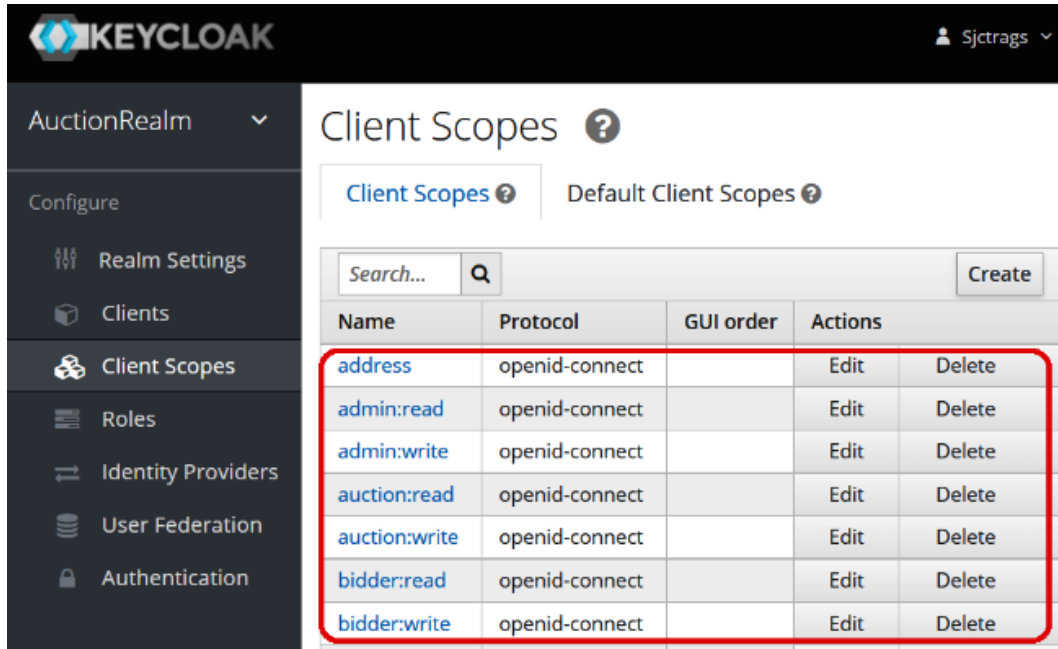 KEYCLOAK
Sjctrags
AuctionRealm
Configure
Realm Settings
Clients
Client Scopes
Roles
Identity Providers
User Federation
Authentication
Client Scopes
Client Scopes Default Client Scopes
Search... Create
Name Protocol GUI order Actions
address openid-connect Edit Delete
admin:read openid-connect Edit Delete
admin:write openid-connect Edit Delete
auction:read openid-connect Edit Delete
auction:write openid-connect Edit Delete
bidder:read openid-connect Edit Delete
bidder:write openid-connect Edit Delete